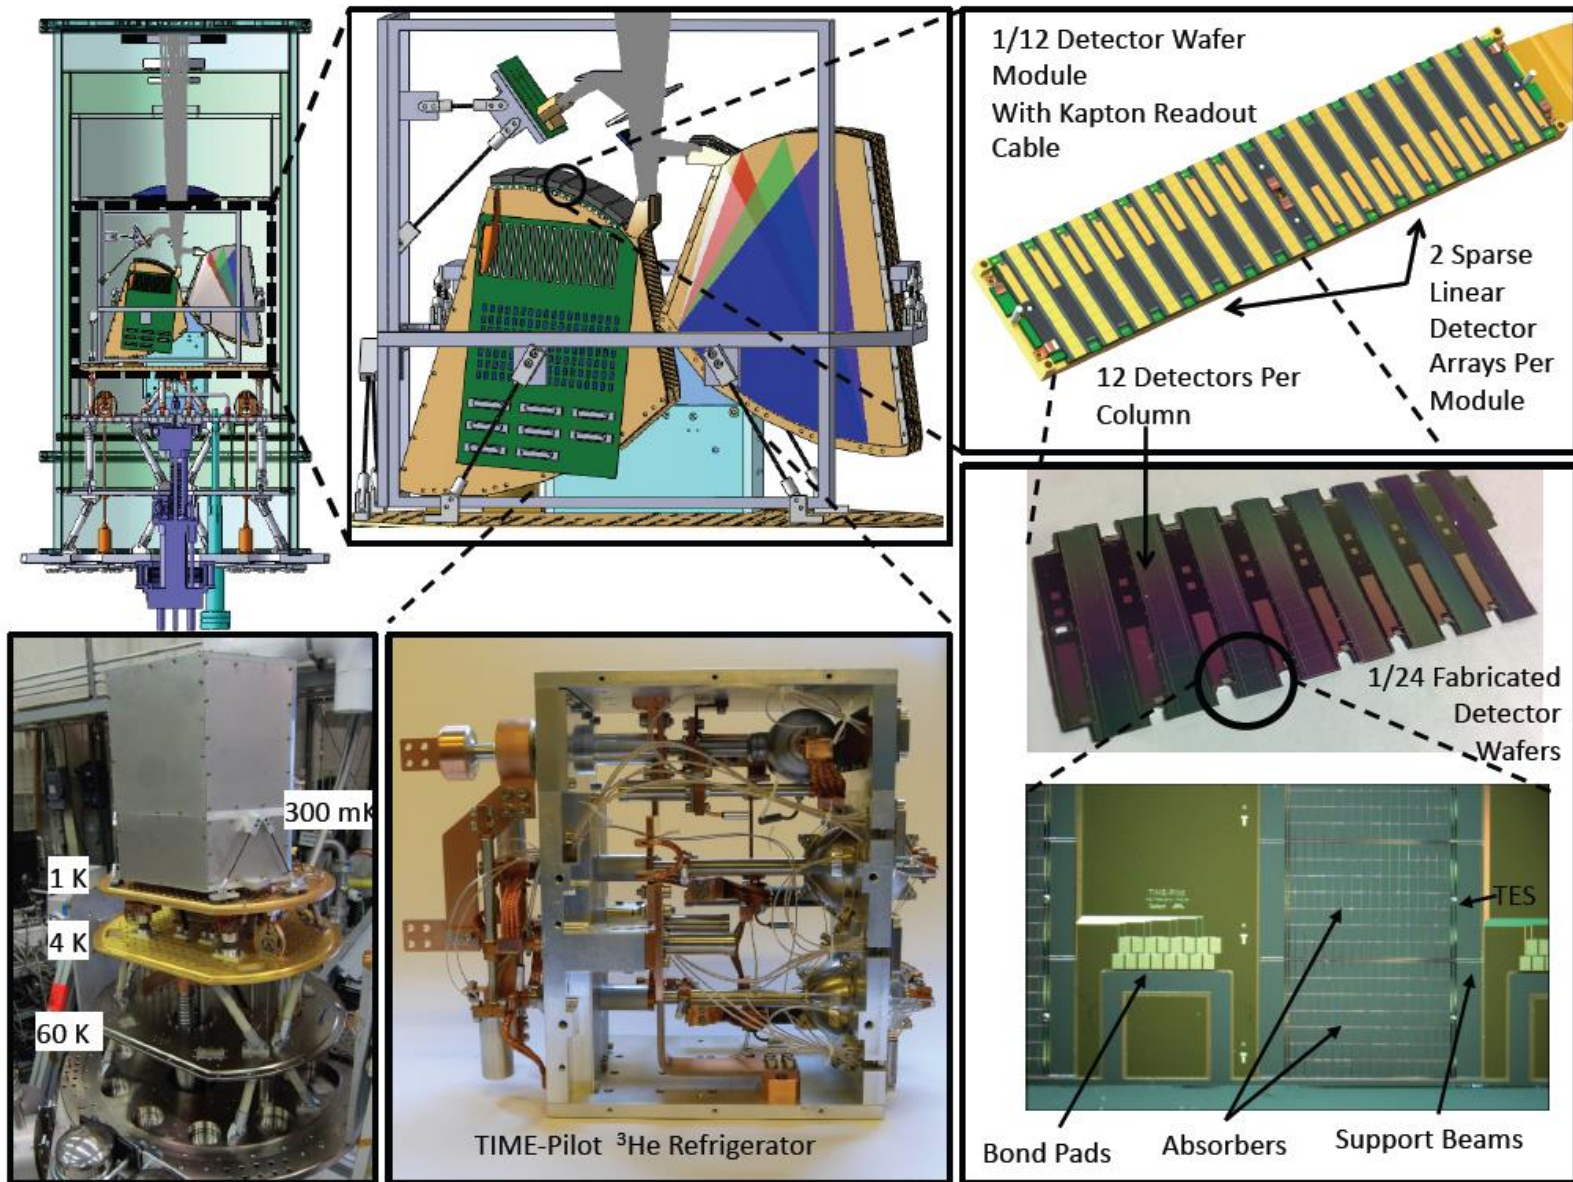 1/12 Detector Wafer
Module
With Kapton Readout
Cable
2 Sparse
Linear
Detector
Arrays Per
Module
12 Detectors Per
Column
1/24 Fabricated
Detector
Wafers
300 mK
1 K
4 K
60 K
TIME-Pilot ³He Refrigerator
TIME-Pilot
T
T
T
TES
Bond Pads
Absorbers
Support Beams